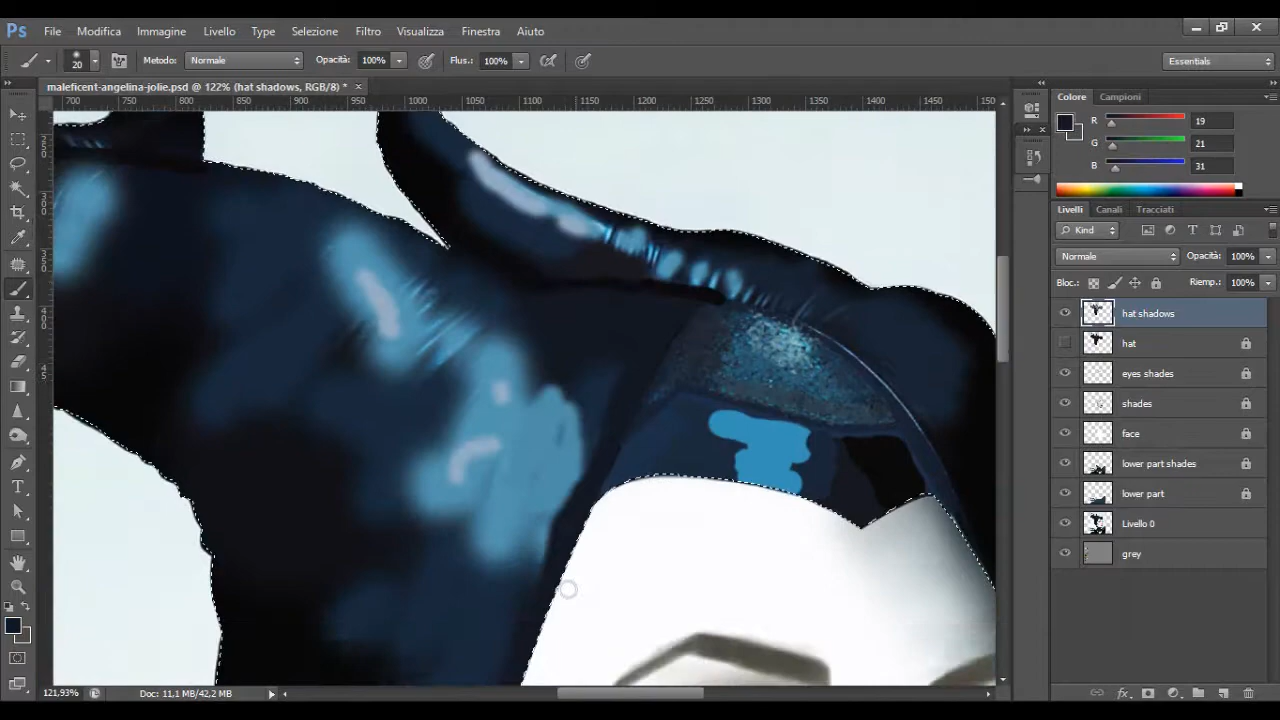 Ps File Modifica Immagine Livello Type Selezione Filtro Visualizza Finestra Aiuto
20 Metodo: Normale Opacità: 100% Flus.: 100% Essentials
maleficent-angelina-jolie.psd @ 122% (hat shadows, RGB/8) *
700 750 800 850 900 950 1000 1050 1100 1150 1200 1250 1300 1350 1400 1450 150
Colore Campioni
R 19
G 21
B 31
Livelli Canali Tracciati
Kind
Normale Opacità: 100%
Bloc.: Riemp.: 100%
hat shadows
hat
eyes shades
shades
face
lower part shades
lower part
Livello 0
grey
121,93% Doc: 11,1 MB/42,2 MB